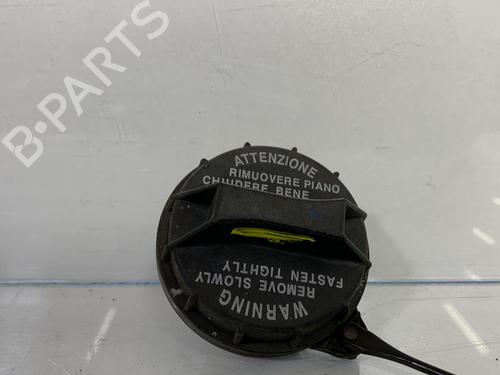 B-PARTS
ATTENZIONE
RIMUOVERE PIANO
CHIUDERE BENE
WARNING
REMOVE SLOWLY
FASTEN TIGHTLY